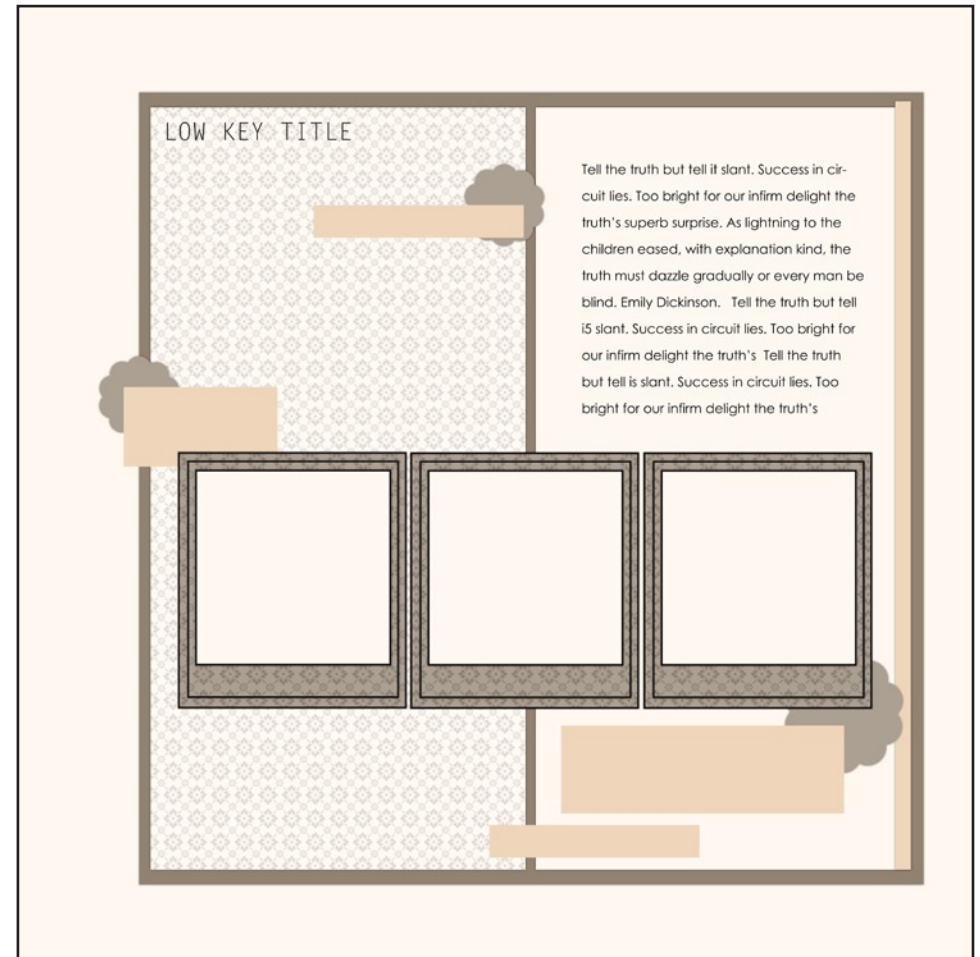 LOW KEY TITLE
Tell the truth but tell it slant. Success in cir-
cuit lies. Too bright for our infirm delight the
truth's superb surprise. As lightning to the
children eased, with explanation kind, the
truth must dazzle gradually or every man be
blind. Emily Dickinson.   Tell the truth but tell
i5 slant. Success in circuit lies. Too bright for
our infirm delight the truth's  Tell the truth
but tell is slant. Success in circuit lies. Too
bright for our infirm delight the truth's